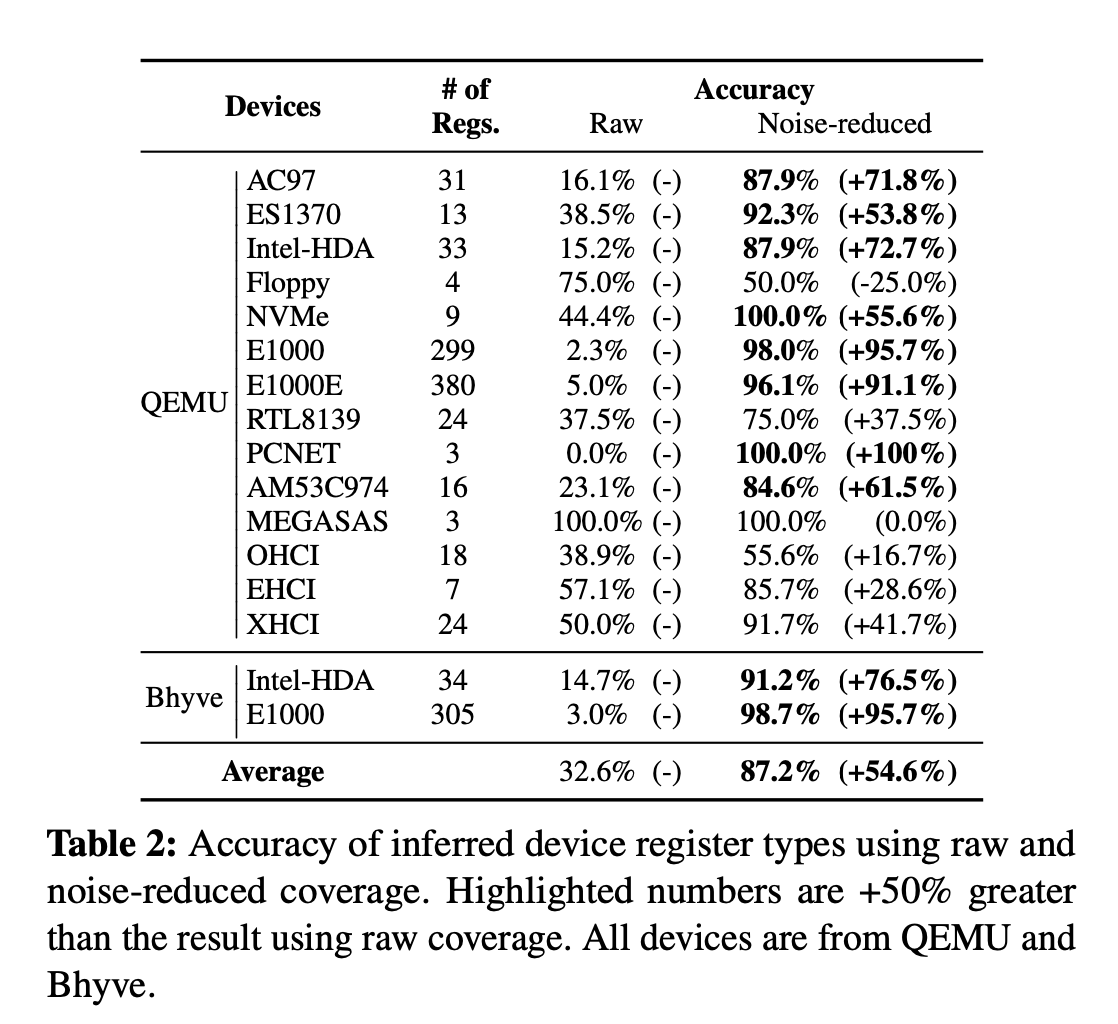 Devices # of Regs. Accuracy
Raw Noise-reduced
QEMU
AC97 31 16.1% (-) 87.9% (+71.8%)
ES1370 13 38.5% (-) 92.3% (+53.8%)
Intel-HDA 33 15.2% (-) 87.9% (+72.7%)
Floppy 4 75.0% (-) 50.0% (-25.0%)
NVMe 9 44.4% (-) 100.0% (+55.6%)
E1000 299 2.3% (-) 98.0% (+95.7%)
E1000E 380 5.0% (-) 96.1% (+91.1%)
RTL8139 24 37.5% (-) 75.0% (+37.5%)
PCNET 3 0.0% (-) 100.0% (+100%)
AM53C974 16 23.1% (-) 84.6% (+61.5%)
MEGASAS 3 100.0% (-) 100.0% (0.0%)
OHCI 18 38.9% (-) 55.6% (+16.7%)
EHCI 7 57.1% (-) 85.7% (+28.6%)
XHCI 24 50.0% (-) 91.7% (+41.7%)
Bhyve
Intel-HDA 34 14.7% (-) 91.2% (+76.5%)
E1000 305 3.0% (-) 98.7% (+95.7%)
Average 32.6% (-) 87.2% (+54.6%)
Table 2: Accuracy of inferred device register types using raw and
noise-reduced coverage. Highlighted numbers are +50% greater
than the result using raw coverage. All devices are from QEMU and
Bhyve.